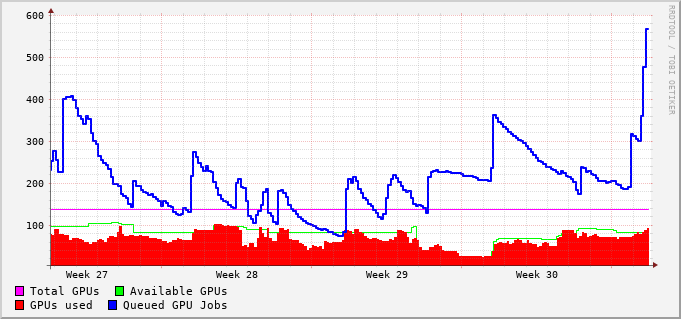 600
500
400
300
200
100
Week 27 Week 28 Week 29 Week 30
Total GPUs Available GPUs
GPUs used Queued GPU Jobs
RRDTOOL / TOBI OETIKER